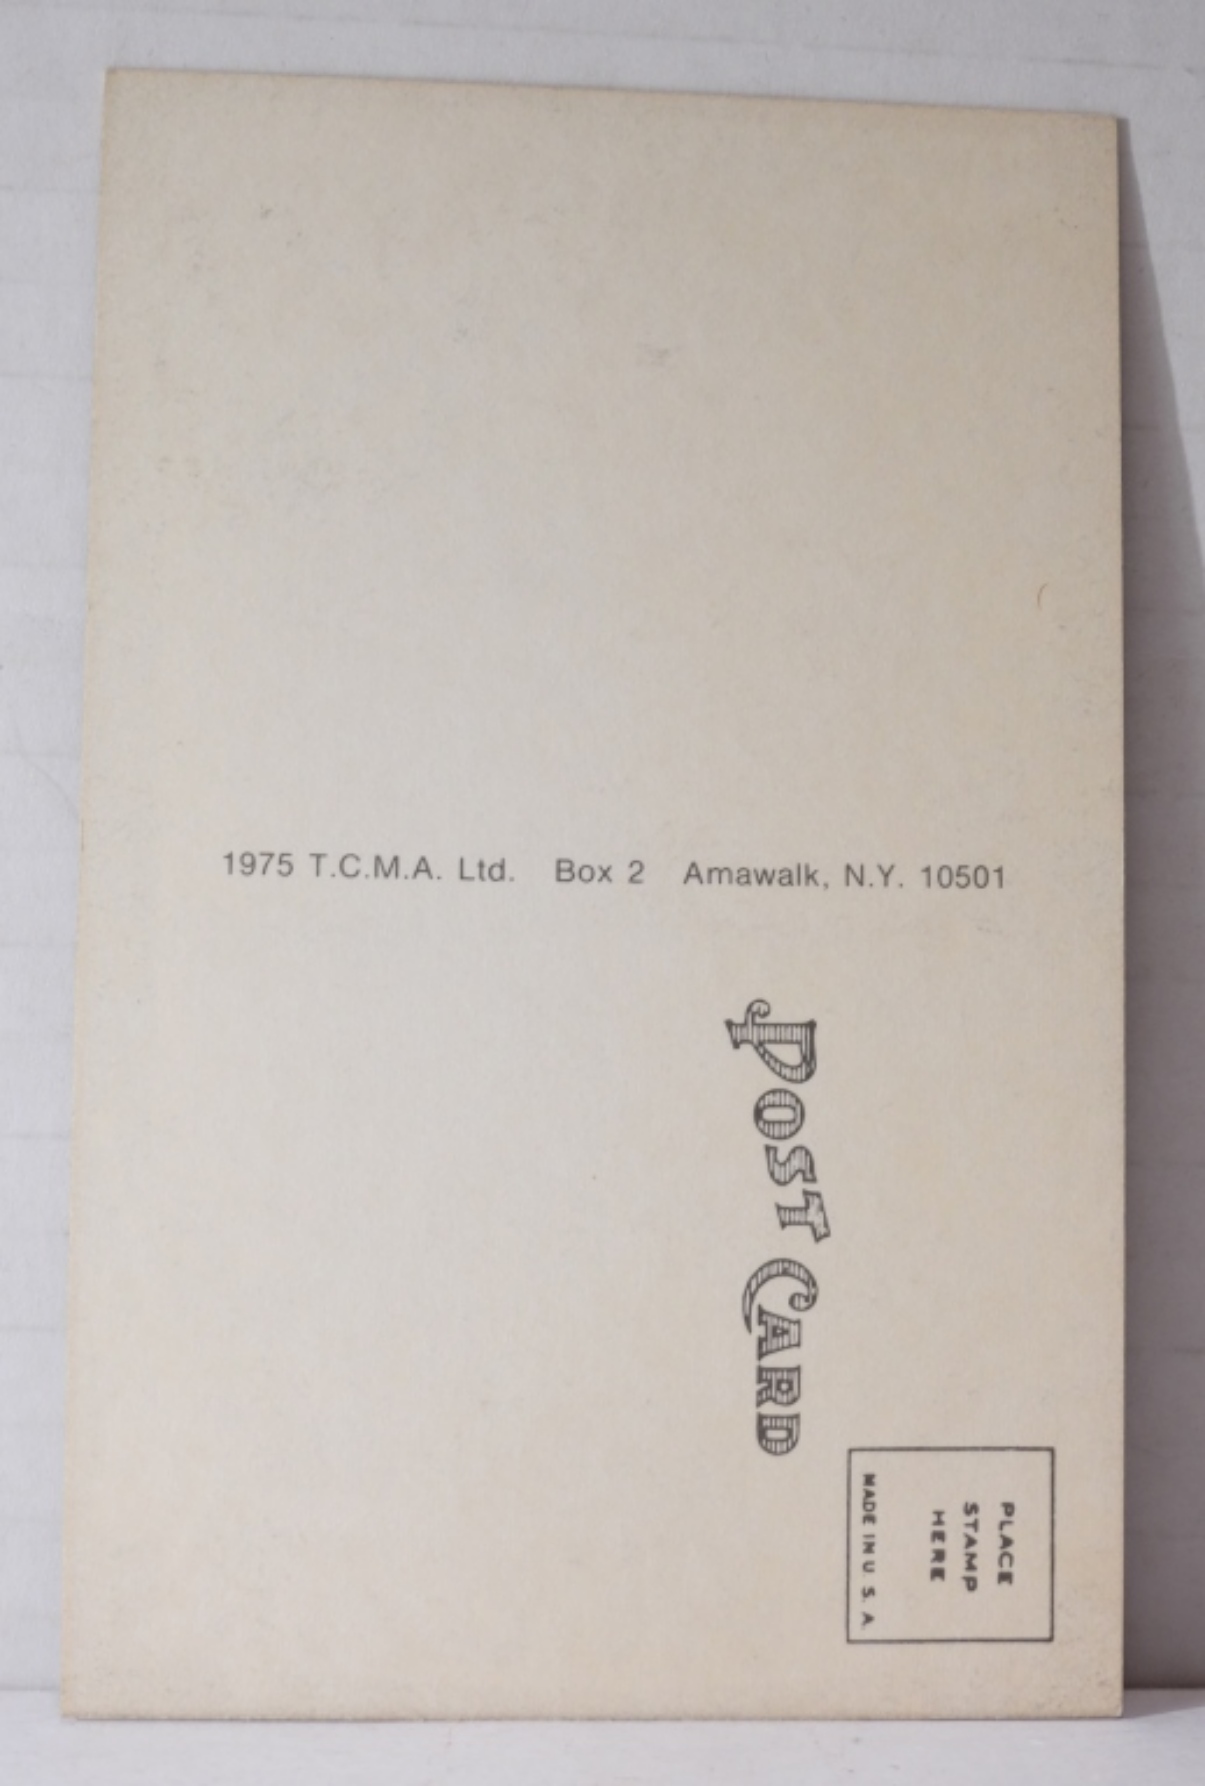 1975 T.C.M.A. Ltd. Box 2 Amawalk, N.Y. 10501
POST CARD
PLACE
STAMP
HERE
MADE IN U. S. A.